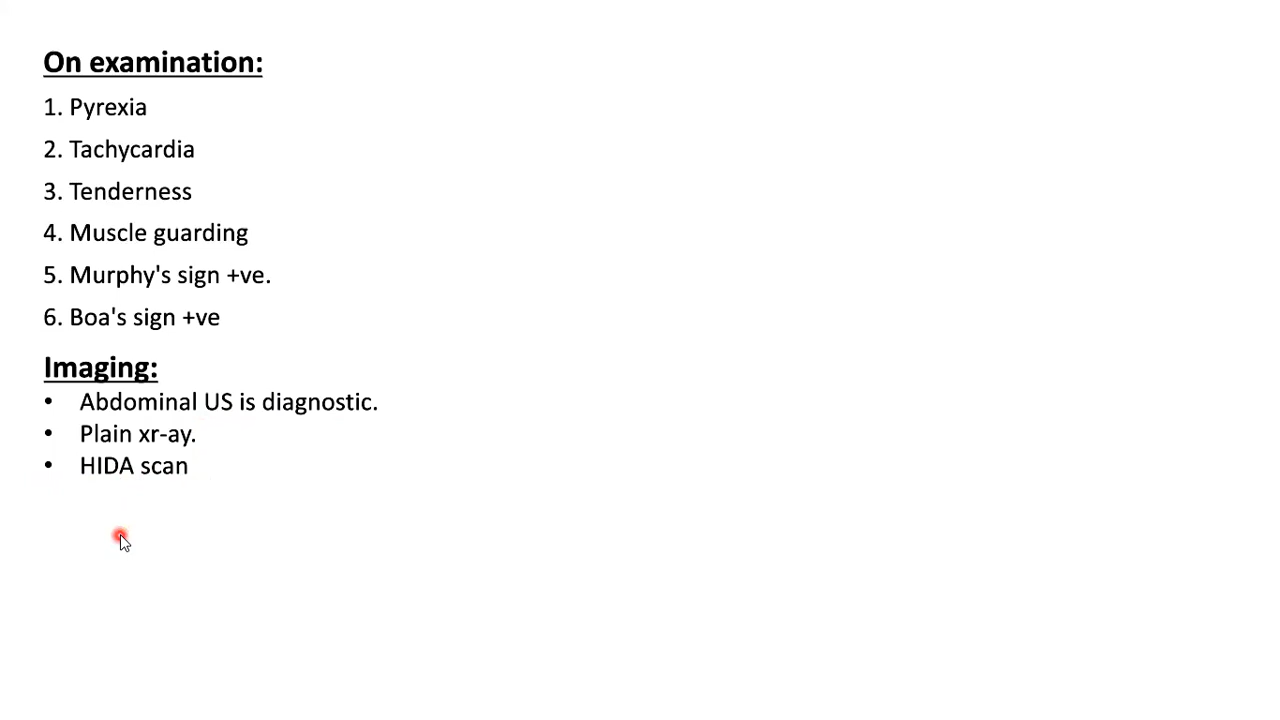 On examination:
1. Pyrexia
2. Tachycardia
3. Tenderness
4. Muscle guarding
5. Murphy's sign +ve.
6. Boa's sign +ve
Imaging:
• Abdominal US is diagnostic.
• Plain xr-ay.
• HIDA scan